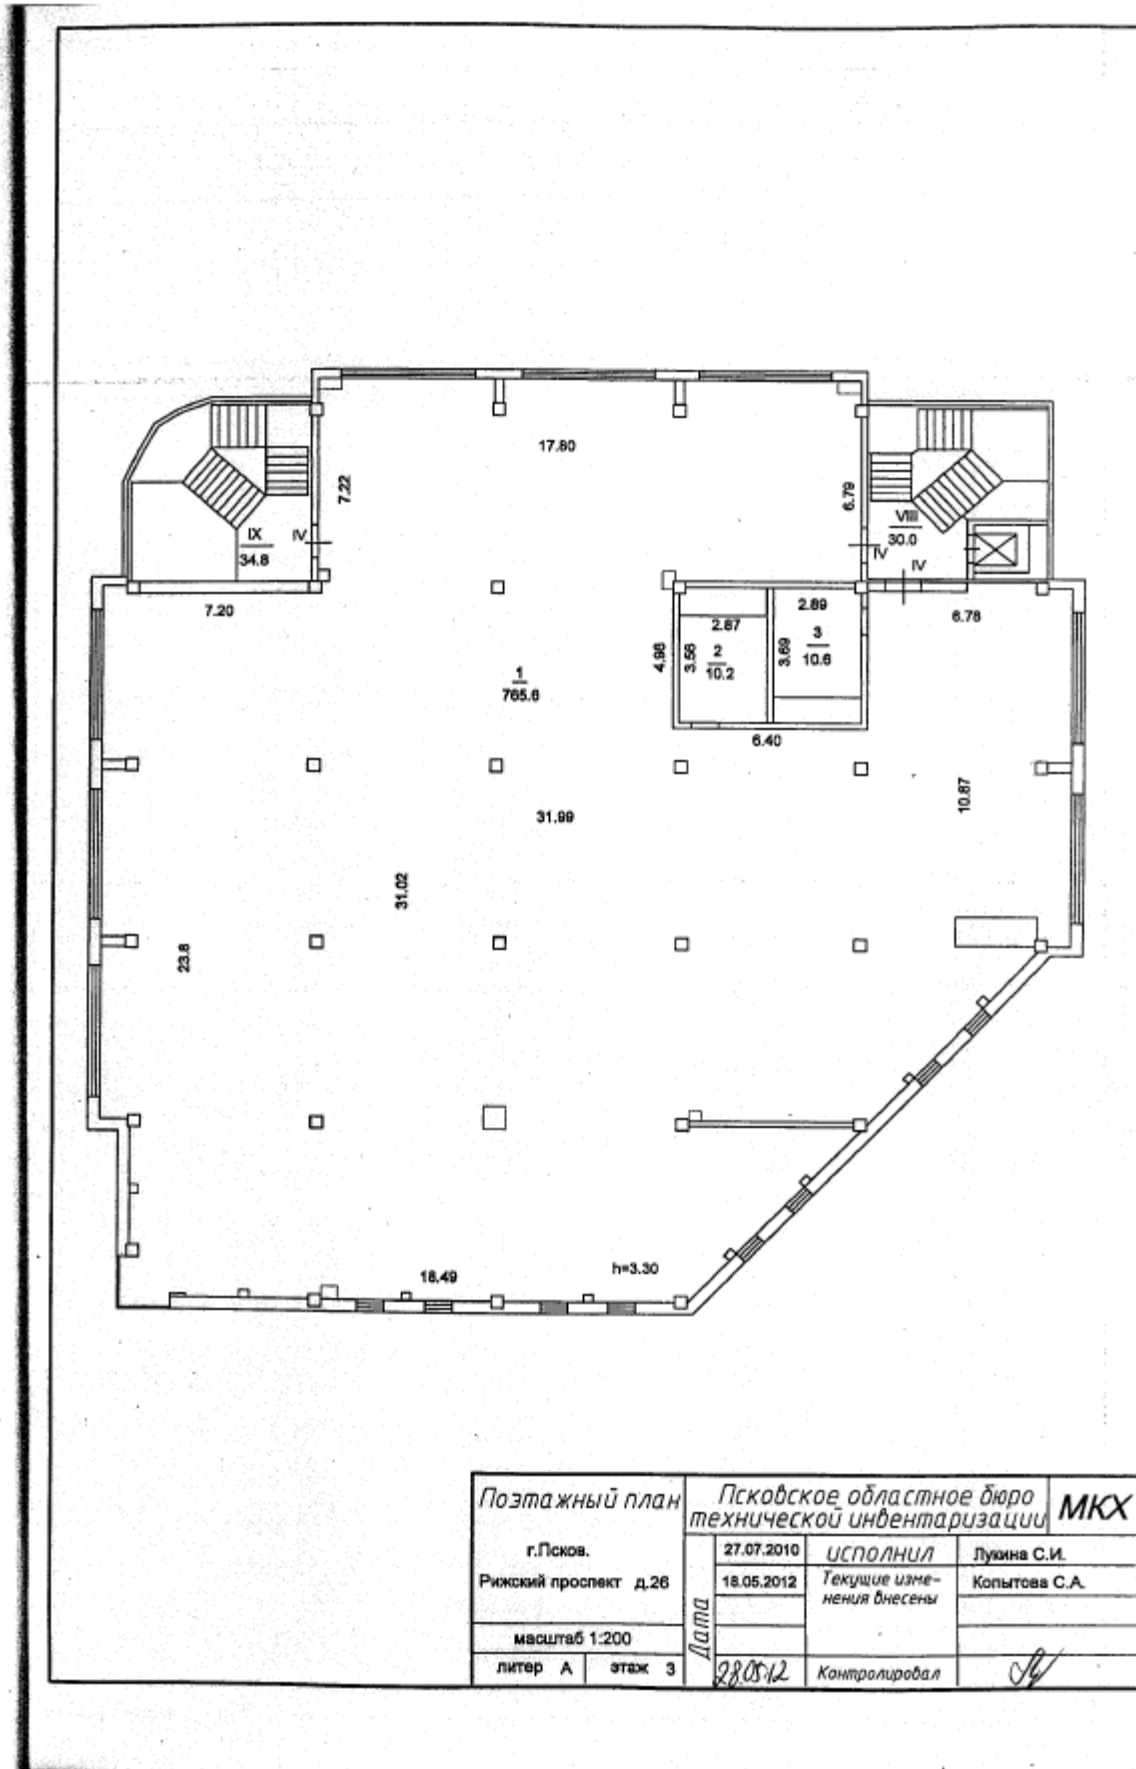 17.80
7.22
6.79
IX
34.8
IV
VIII
30.0
IV
IV
7.20
6.78
2.89
2.87
3
10.6
2
10.2
3.69
3.56
4.96
1
765.6
6.40
31.99
10.87
31.02
23.8
18.49
h=3.30
Поэтажный план
Псковское областное бюро
технической инвентаризации
МКХ
г.Псков.
Рижский проспект д.26
масштаб 1:200
литер А
этаж 3
Дата
27.07.2010
исполнил
Лукина С.И.
18.05.2012
Текущие изме-
нения внесены
Копытова С.А.
28.05.12
Контролировал